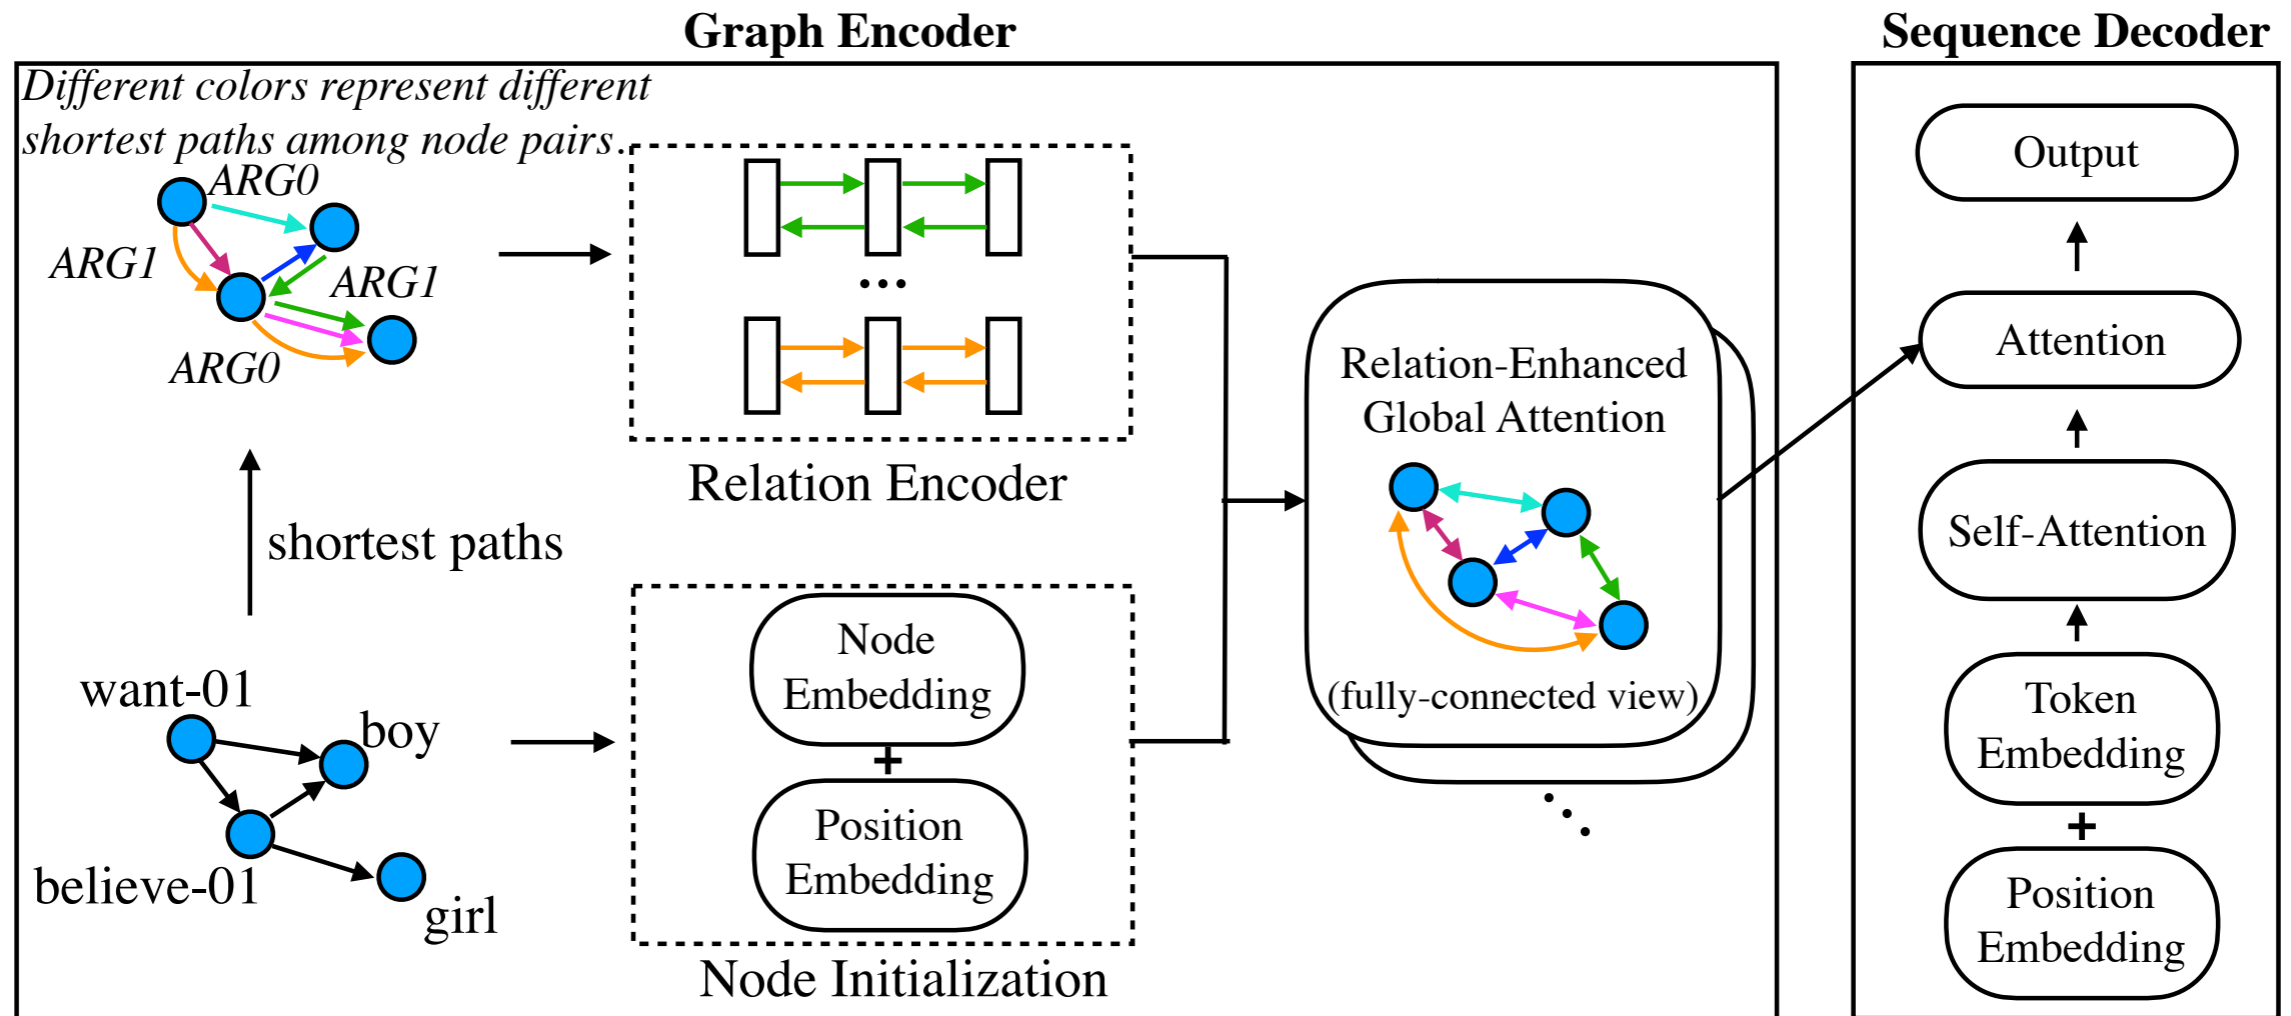 Graph Encoder
Different colors represent different
shortest paths among node pairs.
ARG0
ARG1
ARG1
ARG0
shortest paths
want-01
boy
believe-01
girl
...
Relation Encoder
Node
Embedding
+
Position
Embedding
Node Initialization
Relation-Enhanced
Global Attention
(fully-connected view)
...
Sequence Decoder
Output
Attention
Self-Attention
Token
Embedding
+
Position
Embedding